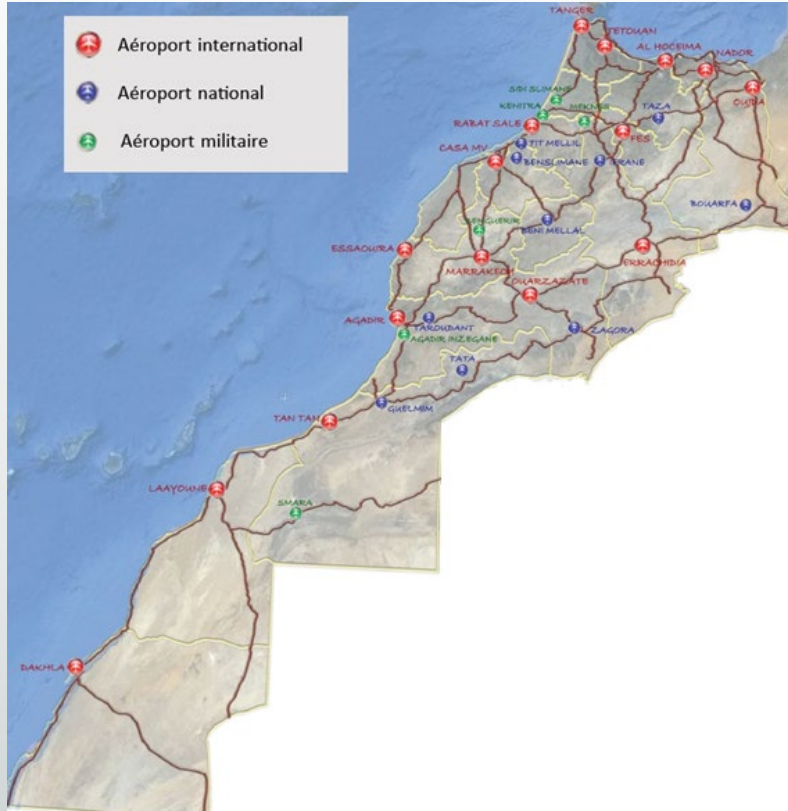 Aéroport international
Aéroport national
Aéroport militaire
TANGER
TETOUAN
AL HOCEIMA
NADOR
OUJDA
SIDI SLIMANE
KENITRA
MEKNES
TAZA
RABAT SALE
FES
TIT MELLIL
CASA MV
BENSLIMANE
IFRANE
BOUARFA
BENGUERIR
BENI MELLAL
ESSAOUIRA
ERRACHIDIA
MARRAKECH
OUARZAZATE
AGADIR
TAROUDANT
ZAGORA
AGADIR INZEGANE
TATA
GUELMIM
TAN TAN
LAAYOUNE
SMARA
DAKHLA